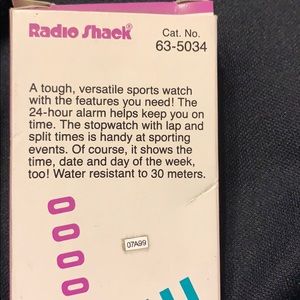 Radio Shack®
Cat. No.
63-5034
A tough, versatile sports watch
with the features you need! The
24-hour alarm helps keep you on
time. The stopwatch with lap and
split times is handy at sporting
events. Of course, it shows the
time, date and day of the week,
too! Water resistant to 30 meters.
07A99